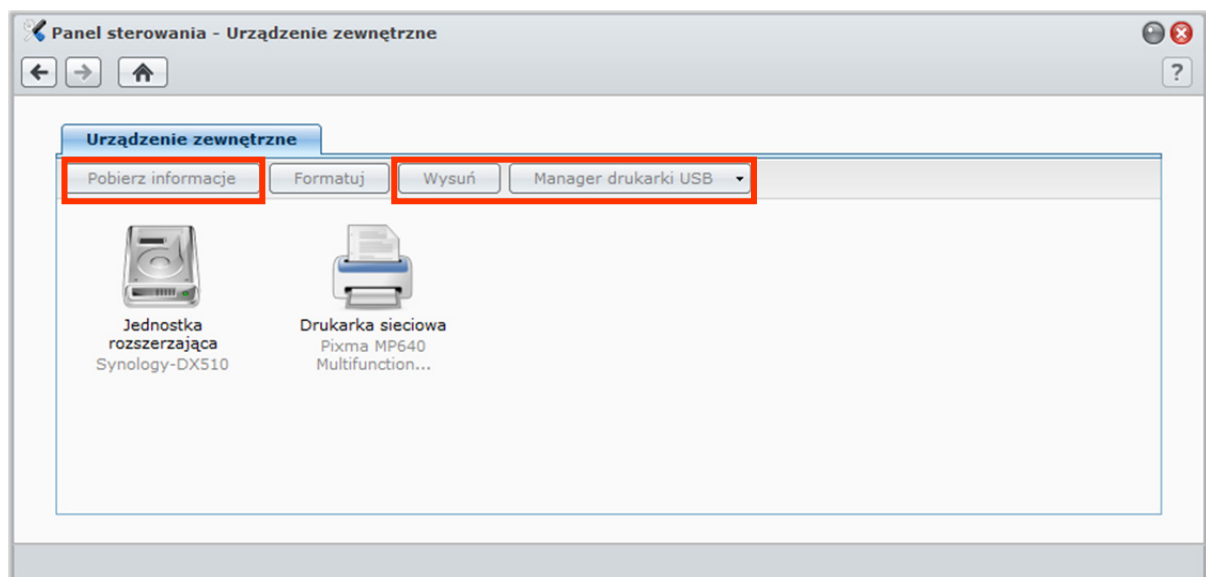 Panel sterowania - Urządzenie zewnętrzne
?
Urządzenie zewnętrzne
Pobierz informacje Formatuj Wysuń Manager drukarki USB
Jednostka
rozszerzająca
Synology-DX510
Drukarka sieciowa
Pixma MP640
Multifunction...